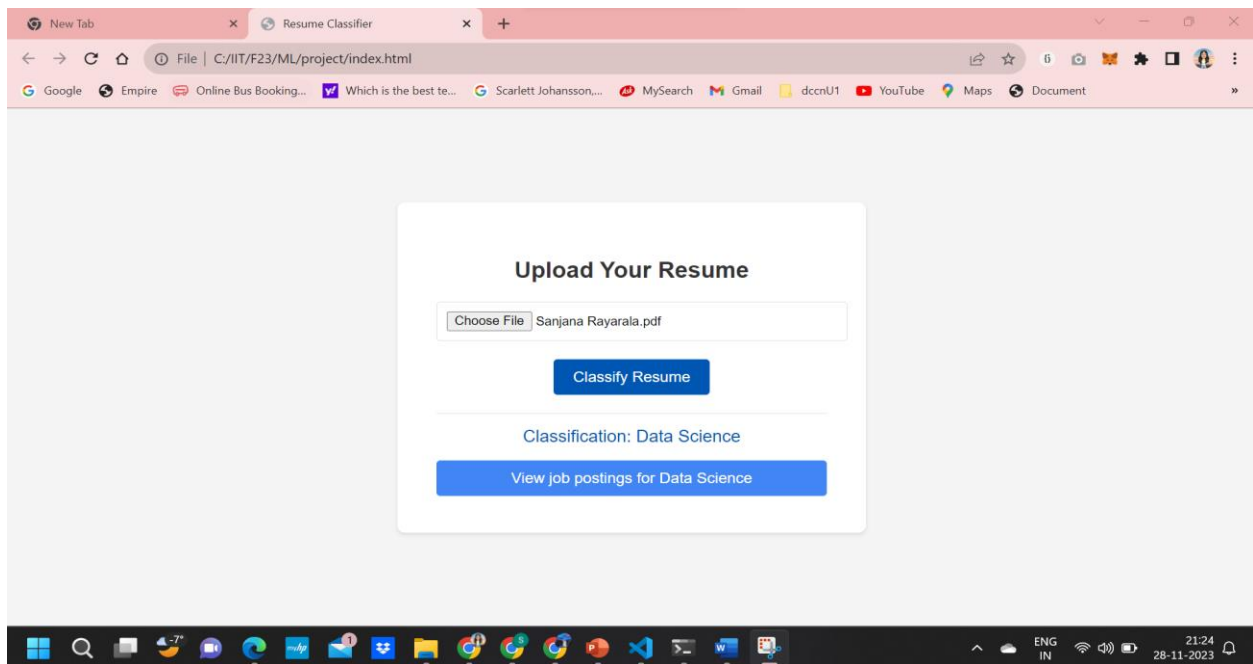 New Tab
Resume Classifier
File | C:/IIT/F23/ML/project/index.html
Google Empire Online Bus Booking... Which is the best te... Scarlett Johansson,... MySearch Gmail dccnU1 YouTube Maps Document »
Upload Your Resume
Choose File Sanjana Rayarala.pdf
Classify Resume
Classification: Data Science
View job postings for Data Science
-7°
1
ENG
IN
21:24
28-11-2023